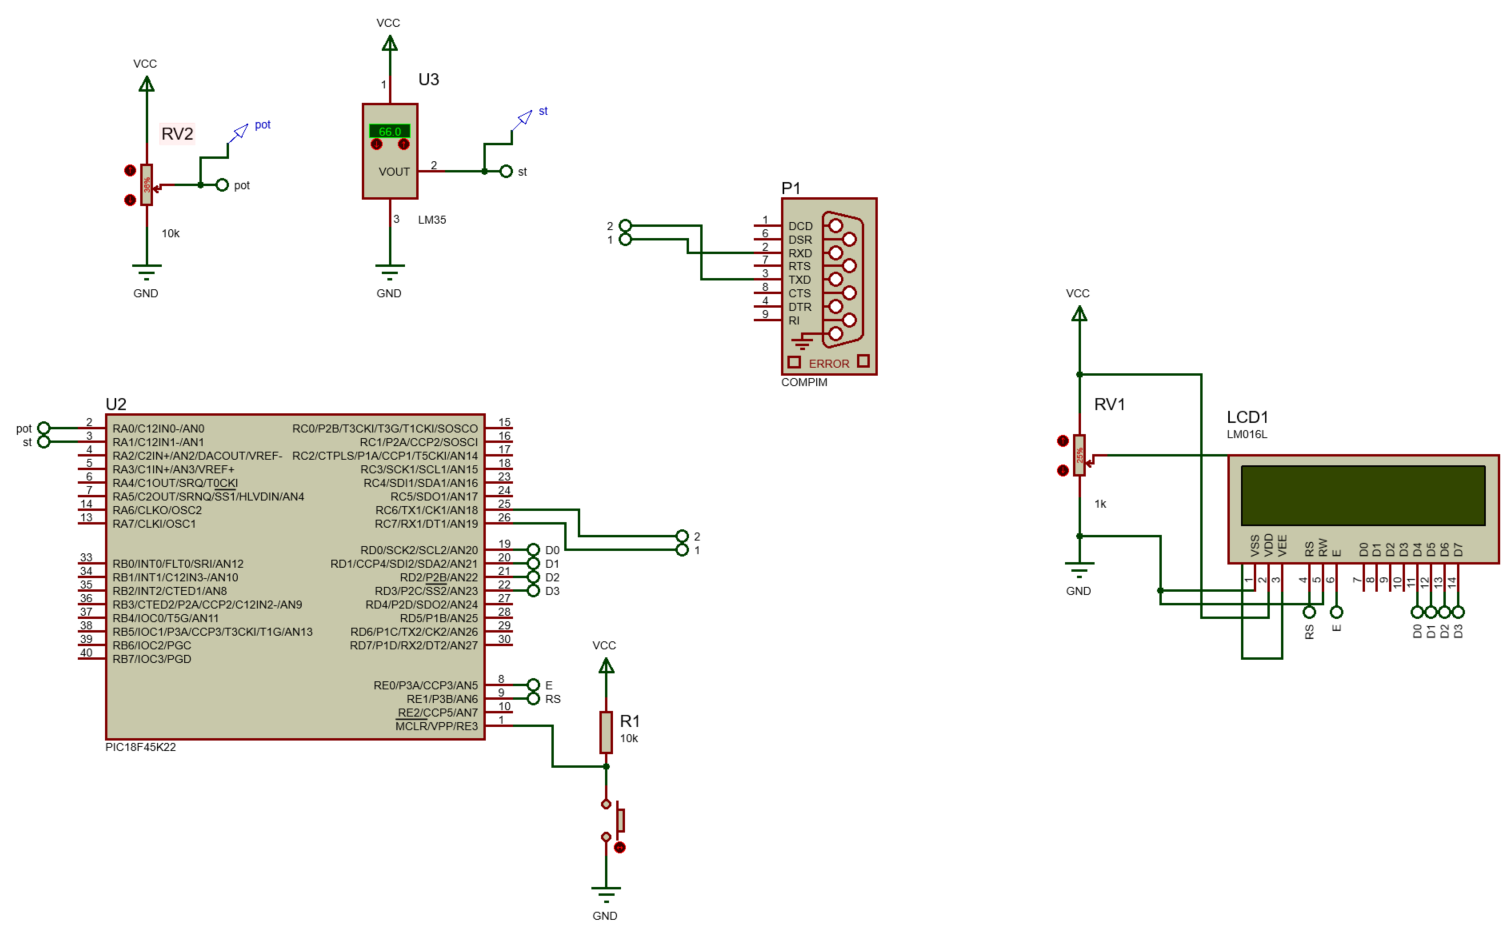 VCC
RV2
36%
10k
GND
pot
pot
VCC
1
U3
66.0
VOUT
2
3
LM35
GND
st
st
2
1
P1
1 DCD
6 DSR
2 RXD
7 RTS
3 TXD
8 CTS
4 DTR
9 RI
ERROR
COMPIM
U2
pot
st
2 RA0/C12IN0-/AN0
3 RA1/C12IN1-/AN1
4 RA2/C2IN+/AN2/DACOUT/VREF-
5 RA3/C1IN+/AN3/VREF+
6 RA4/C1OUT/SRQ/T0CKI
7 RA5/C2OUT/SRNQ/SS1/HLVDIN/AN4
14 RA6/CLKO/OSC2
13 RA7/CLKI/OSC1
33 RB0/INT0/FLT0/SRI/AN12
34 RB1/INT1/C12IN3-/AN10
35 RB2/INT2/CTED1/AN8
36 RB3/CTED2/P2A/CCP2/C12IN2-/AN9
37 RB4/IOC0/T5G/AN11
38 RB5/IOC1/P3A/CCP3/T3CKI/T1G/AN13
39 RB6/IOC2/PGC
40 RB7/IOC3/PGD
RC0/P2B/T3CKI/T3G/T1CKI/SOSCO 15
RC1/P2A/CCP2/SOSCI 16
RC2/CTPLS/P1A/CCP1/T5CKI/AN14 17
RC3/SCK1/SCL1/AN15 18
RC4/SDI1/SDA1/AN16 23
RC5/SDO1/AN17 24
RC6/TX1/CK1/AN18 25
RC7/RX1/DT1/AN19 26
RD0/SCK2/SCL2/AN20 19 D0
RD1/CCP4/SDI2/SDA2/AN21 20 D1
RD2/P2B/AN22 21 D2
RD3/P2C/SS2/AN23 22 D3
RD4/P2D/SDO2/AN24 27
RD5/P1B/AN25 28
RD6/P1C/TX2/CK2/AN26 29
RD7/P1D/RX2/DT2/AN27 30
RE0/P3A/CCP3/AN5 8 E
RE1/P3B/AN6 9 RS
RE2/CCP5/AN7 10
MCLR/VPP/RE3 1
PIC18F45K22
2
1
VCC
R1
10k
GND
VCC
RV1
25%
1k
GND
LCD1
LM016L
VSS VDD VEE RS RW E D0 D1 D2 D3 D4 D5 D6 D7
1 2 3 4 5 6 7 8 9 10 11 12 13 14
RS E D0 D1 D2 D3